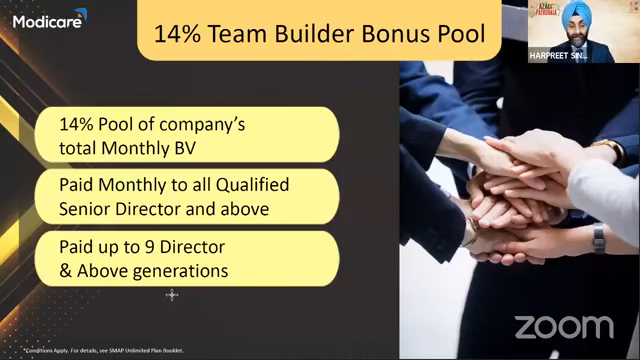 Modicare
14% Team Builder Bonus Pool
HARPREET SIN...
14% Pool of company's
total Monthly BV
Paid Monthly to all Qualified
Senior Director and above
Paid up to 9 Director
& Above generations
*Conditions Apply. For details, see SMAP Unlimited Plan Booklet.
zoom